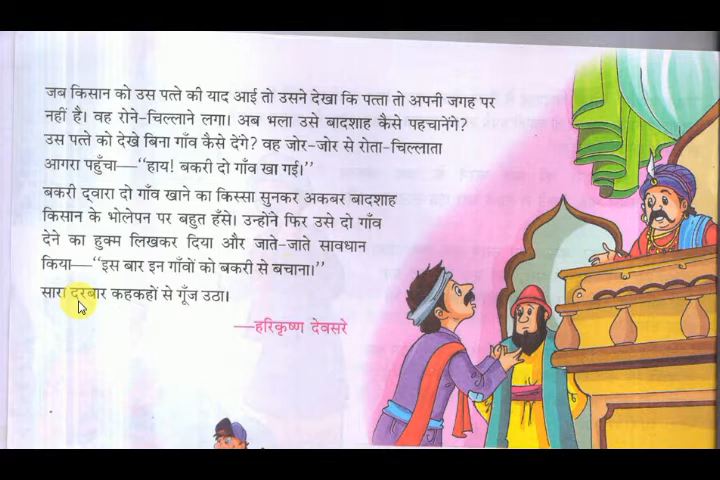 जब किसान को उस पत्ते की याद आई तो उसने देखा कि पत्ता तो अपनी जगह पर
नहीं है। वह रोने-चिल्लाने लगा। अब भला उसे बादशाह कैसे पहचानेंगे?
उस पत्ते को देखे बिना गाँव कैसे देंगे? वह जोर-जोर से रोता-चिल्लाता
आगरा पहुँचा—“हाय! बकरी दो गाँव खा गई।”
बकरी द्वारा दो गाँव खाने का किस्सा सुनकर अकबर बादशाह
किसान के भोलेपन पर बहुत हँसे। उन्होंने फिर उसे दो गाँव
देने का हुक्म लिखकर दिया और जाते-जाते सावधान
किया—“इस बार इन गाँवों को बकरी से बचाना।”
सारा दरबार कहकहों से गूँज उठा।
—हरिकृष्ण देवसरे